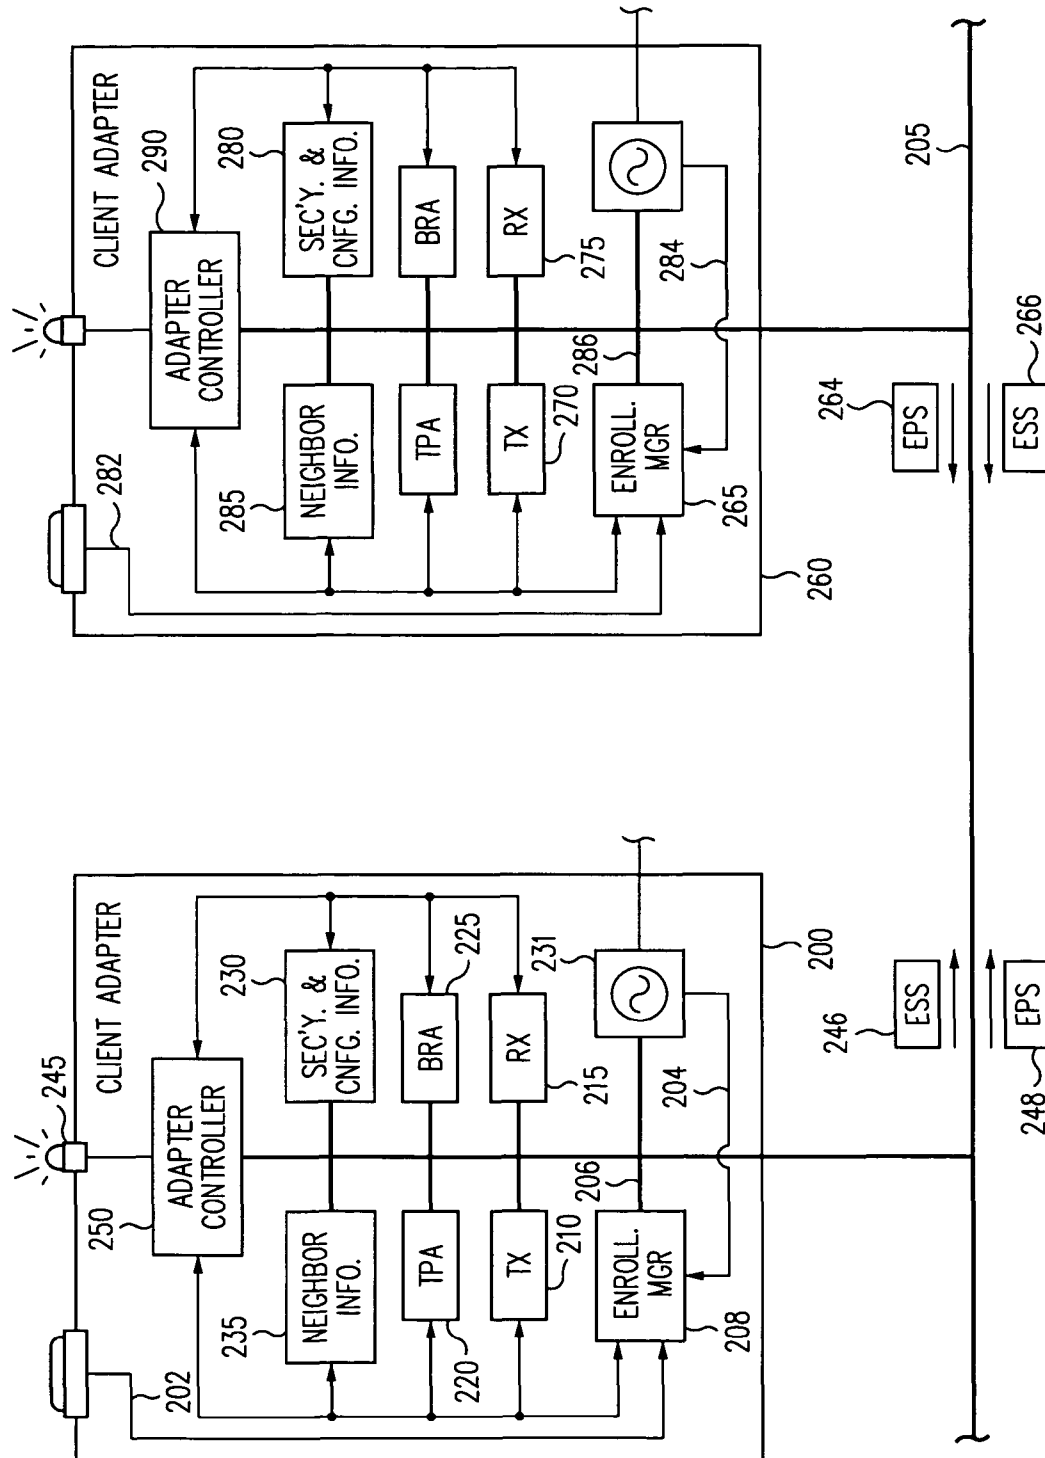 CLIENT ADAPTER
245
250
ADAPTER
CONTROLLER
202
235
NEIGHBOR
INFO.
230
SEC'Y. &
CNFG. INFO.
TPA
220
BRA
225
TX
210
RX
215
206
231
204
ENROLL.
MGR
208
200
246
ESS
EPS
248
CLIENT ADAPTER
290
ADAPTER
CONTROLLER
282
285
NEIGHBOR
INFO.
280
SEC'Y. &
CNFG. INFO.
TPA
BRA
TX
270
RX
275
286
284
ENROLL.
MGR
265
260
205
264
EPS
ESS
266